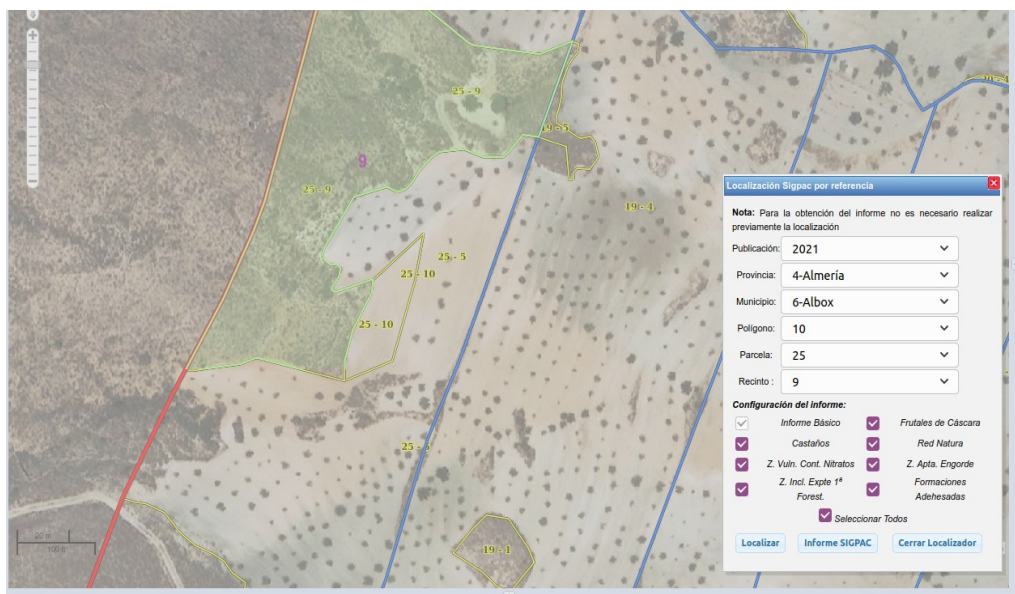 25 - 9
19 - 5
9
25 - 9
19 - 4
25 - 5
25 - 10
25 - 10
25 - 5
19 - 1
20 m
100 ft
Localización Sigpac por referencia
Nota: Para la obtención del informe no es necesario realizar
previamente la localización
Publicación: 2021
Provincia: 4-Almería
Municipio: 6-Albox
Polígono: 10
Parcela: 25
Recinto : 9
Configuración del informe:
Informe Básico Frutales de Cáscara
Castaños Red Natura
Z. Vuln. Cont. Nitratos Z. Apta. Engorde
Z. Incl. Expte 1ª Formaciones
Forest. Adehesadas
Seleccionar Todos
Localizar Informe SIGPAC Cerrar Localizador